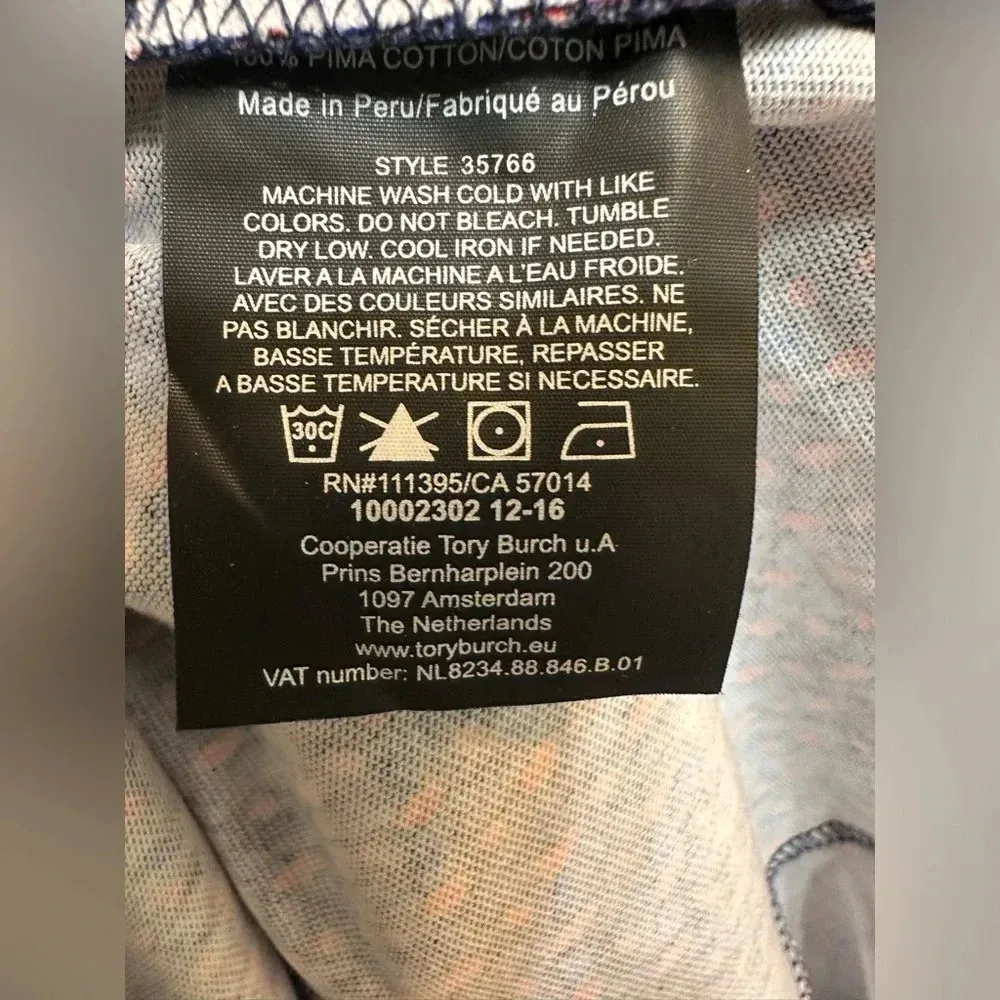 100% PIMA COTTON/COTON PIMA
Made in Peru/Fabriqué au Pérou
STYLE 35766
MACHINE WASH COLD WITH LIKE
COLORS. DO NOT BLEACH. TUMBLE
DRY LOW. COOL IRON IF NEEDED.
LAVER A LA MACHINE A L'EAU FROIDE.
AVEC DES COULEURS SIMILAIRES. NE
PAS BLANCHIR. SÉCHER À LA MACHINE,
BASSE TEMPÉRATURE, REPASSER
A BASSE TEMPERATURE SI NECESSAIRE.
30C
RN#111395/CA 57014
10002302 12-16
Cooperatie Tory Burch u.A
Prins Bernharplein 200
1097 Amsterdam
The Netherlands
www.toryburch.eu
VAT number: NL8234.88.846.B.01